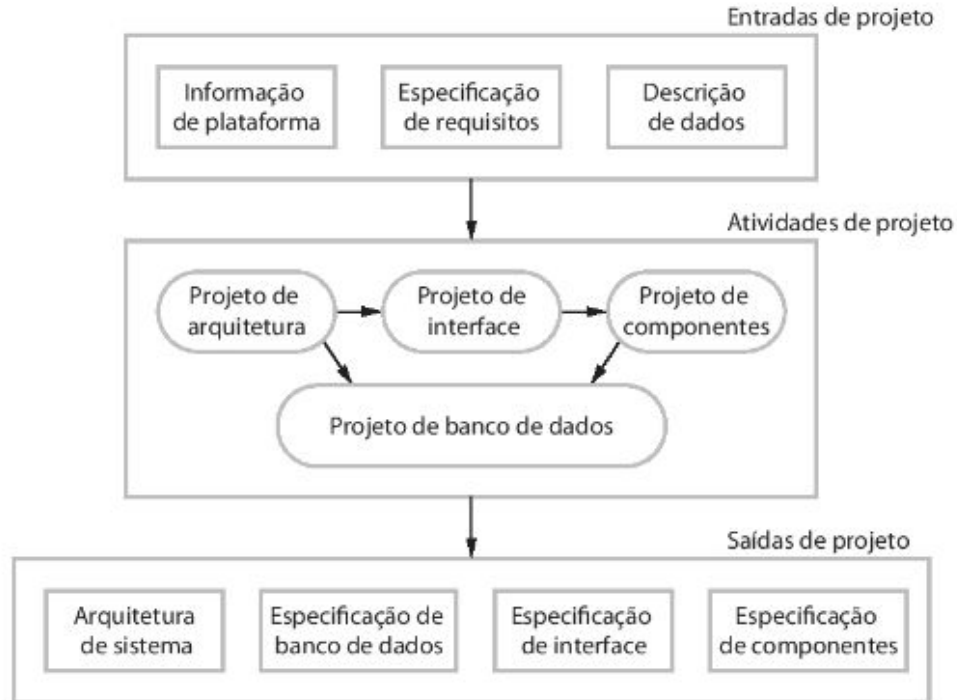 Entradas de projeto
Informação
de plataforma
Especificação
de requisitos
Descrição
de dados
Atividades de projeto
Projeto de
arquitetura
Projeto de
interface
Projeto de
componentes
Projeto de banco de dados
Saídas de projeto
Arquitetura
de sistema
Especificação de
banco de dados
Especificação
de interface
Especificação
de componentes